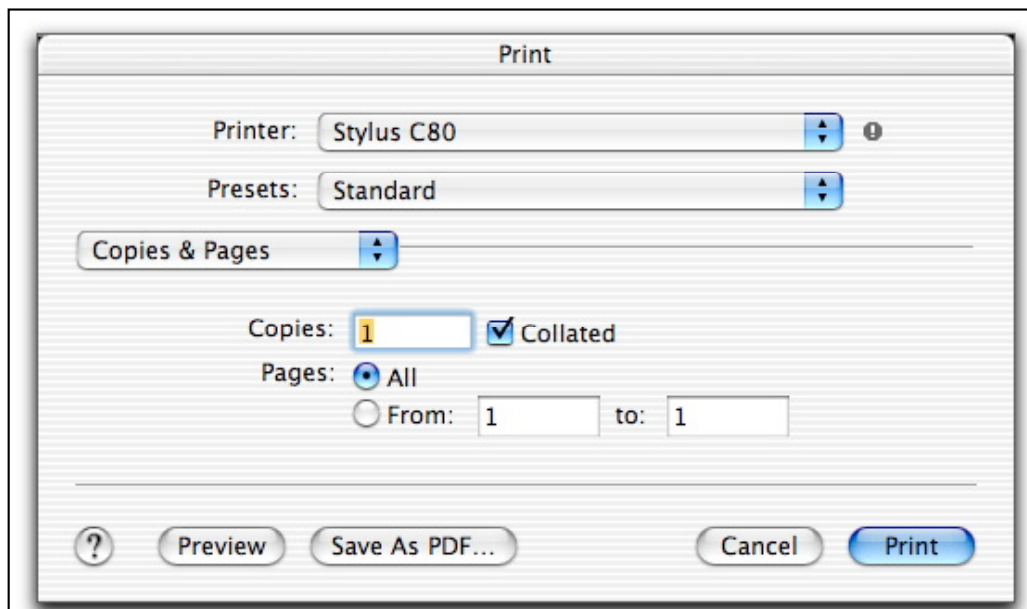 Print
Printer: Stylus C80
Presets: Standard
Copies & Pages
Copies: 1 Collated
Pages: All
From: 1 to: 1
? Preview Save As PDF... Cancel Print